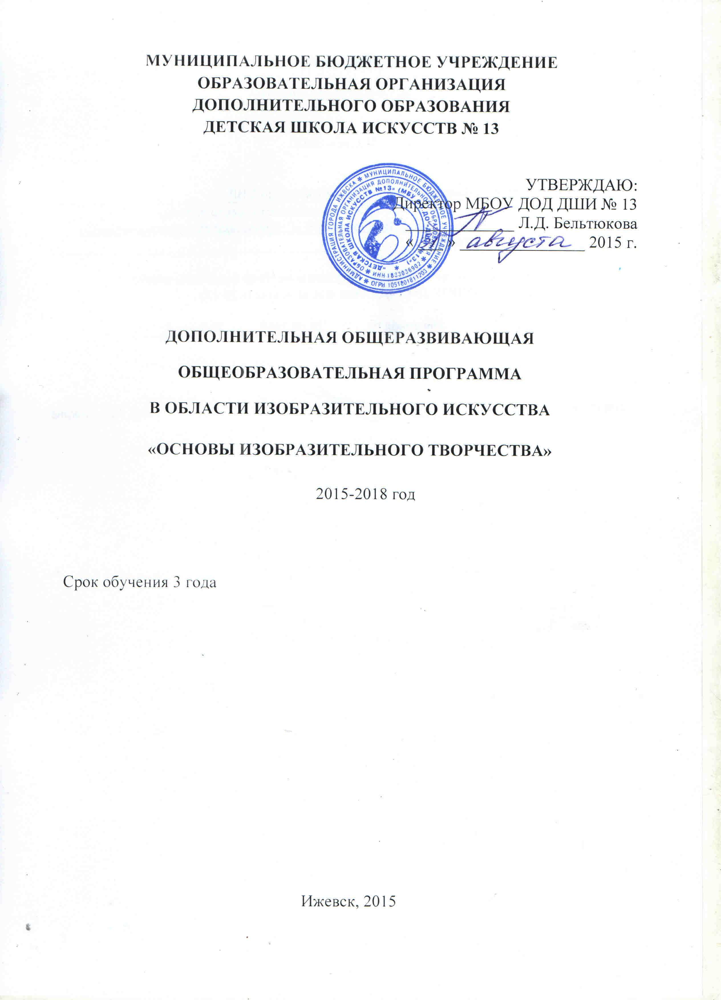 МУНИЦИПАЛЬНОЕ БЮДЖЕТНОЕ УЧРЕЖДЕНИЕ
ОБРАЗОВАТЕЛЬНАЯ ОРГАНИЗАЦИЯ
ДОПОЛНИТЕЛЬНОГО ОБРАЗОВАНИЯ
ДЕТСКАЯ ШКОЛА ИСКУССТВ № 13
УТВЕРЖДАЮ:
Директор МБОУ ДОД ДШИ № 13
Л.Д. Бельтюкова
« » августа 2015 г.
АДМИНИСТРАЦИЯ ГОРОДА ИЖЕВСКА * МУНИЦИПАЛЬНОЕ БЮДЖЕТНОЕ УЧРЕЖДЕНИЕ * ОГРН 1051801811203 *
ОБРАЗОВАТЕЛЬНАЯ ОРГАНИЗАЦИЯ ДОПОЛНИТЕЛЬНОГО ОБРАЗОВАНИЯ * ИНН 1833036902 *
"ДЕТСКАЯ ШКОЛА ИСКУССТВ №13" (МБУ ДО "ДШИ №13") *
ДОПОЛНИТЕЛЬНАЯ ОБЩЕРАЗВИВАЮЩАЯ
ОБЩЕОБРАЗОВАТЕЛЬНАЯ ПРОГРАММА
В ОБЛАСТИ ИЗОБРАЗИТЕЛЬНОГО ИСКУССТВА
«ОСНОВЫ ИЗОБРАЗИТЕЛЬНОГО ТВОРЧЕСТВА»
2015-2018 год
Срок обучения 3 года
Ижевск, 2015